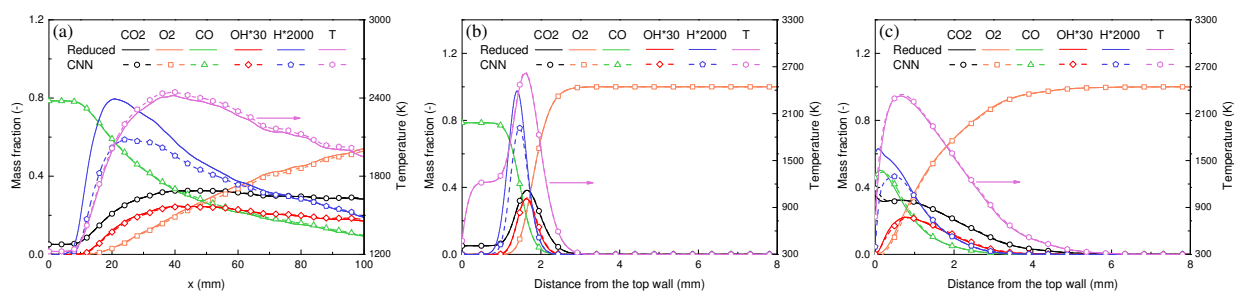 (a)
CO2 O2 CO OH*30 H*2000 T
Reduced
CNN
Mass fraction (-)
1.2
0.8
0.4
0.0
0 20 40 60 80 100
x (mm)
3000
2400
1800
1200
Temperature (K)
(b)
CO2 O2 CO OH*30 H*2000 T
Reduced
CNN
Mass fraction (-)
1.2
0.8
0.4
0.0
0 2 4 6 8
Distance from the top wall (mm)
3300
2700
2100
1500
900
300
Temperature (K)
(c)
CO2 O2 CO OH*30 H*2000 T
Reduced
CNN
Mass fraction (-)
1.2
0.8
0.4
0.0
0 2 4 6 8
Distance from the top wall (mm)
3300
2700
2100
1500
900
300
Temperature (K)